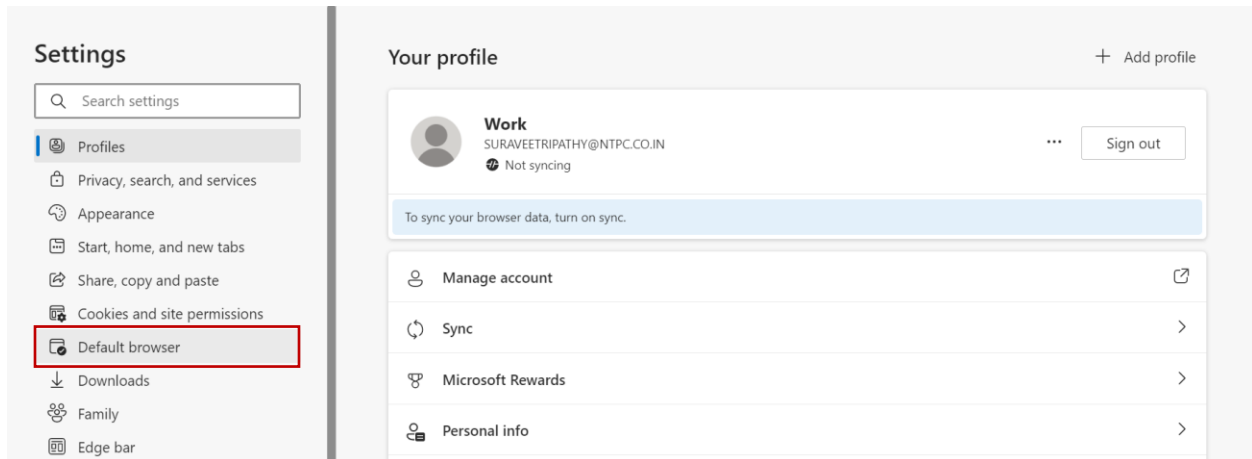 Settings
Search settings
Profiles
Privacy, search, and services
Appearance
Start, home, and new tabs
Share, copy and paste
Cookies and site permissions
Default browser
Downloads
Family
Edge bar
Your profile
Add profile
Work
SURAVEETRIPATHY@NTPC.CO.IN
Not syncing
Sign out
To sync your browser data, turn on sync.
Manage account
Sync
Microsoft Rewards
Personal info